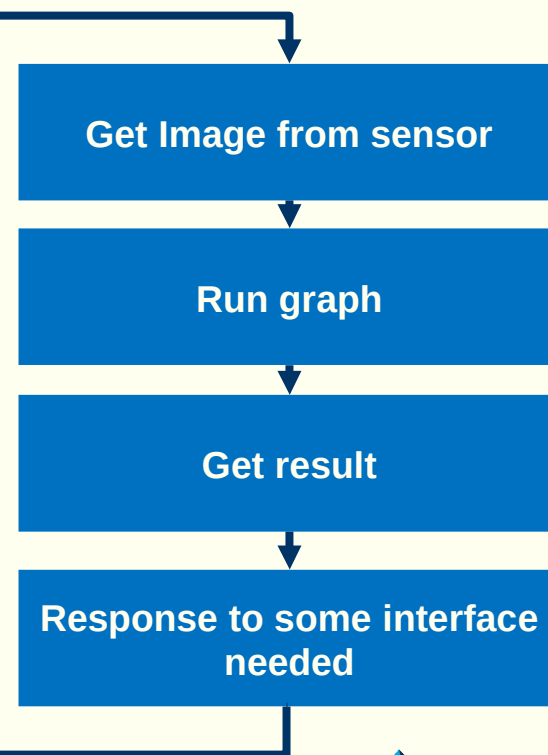 Get Image from sensor
Run graph
Get result
Response to some interface
needed